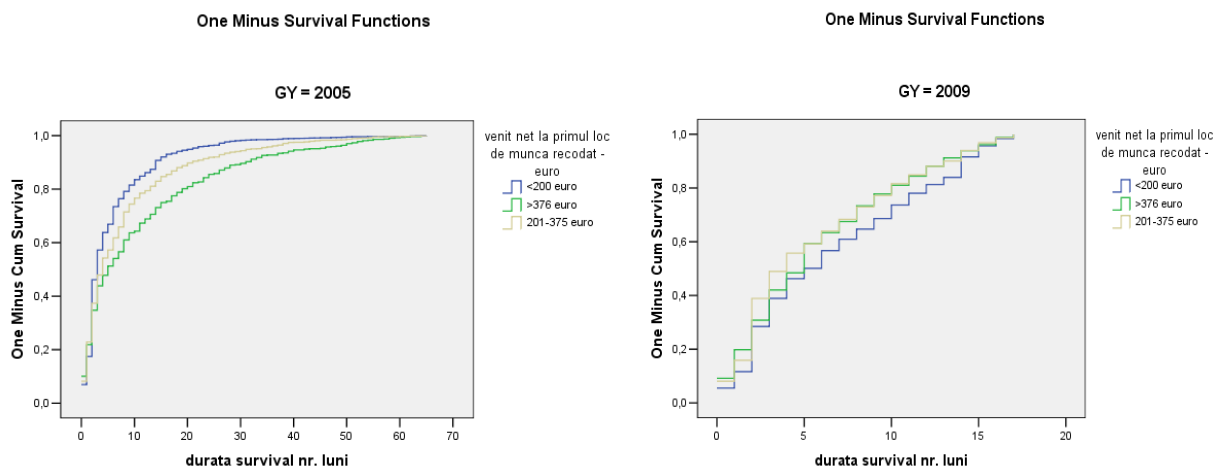 One Minus Survival Functions
GY = 2005
One Minus Cum Survival
1,0
0,8
0,6
0,4
0,2
0,0
0 10 20 30 40 50 60 70
durata survival nr. luni
venit net la primul loc
de munca recodat -
euro
<200 euro
>376 euro
201-375 euro
One Minus Survival Functions
GY = 2009
One Minus Cum Survival
1,0
0,8
0,6
0,4
0,2
0,0
0 5 10 15 20
durata survival nr. luni
venit net la primul loc
de munca recodat -
euro
<200 euro
>376 euro
201-375 euro